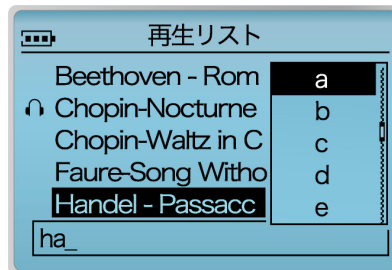 再生リスト
Beethoven - Rom
Chopin-Nocturne
Chopin-Waltz in C
Faure-Song Witho
Handel - Passacc
a
b
c
d
e
ha_